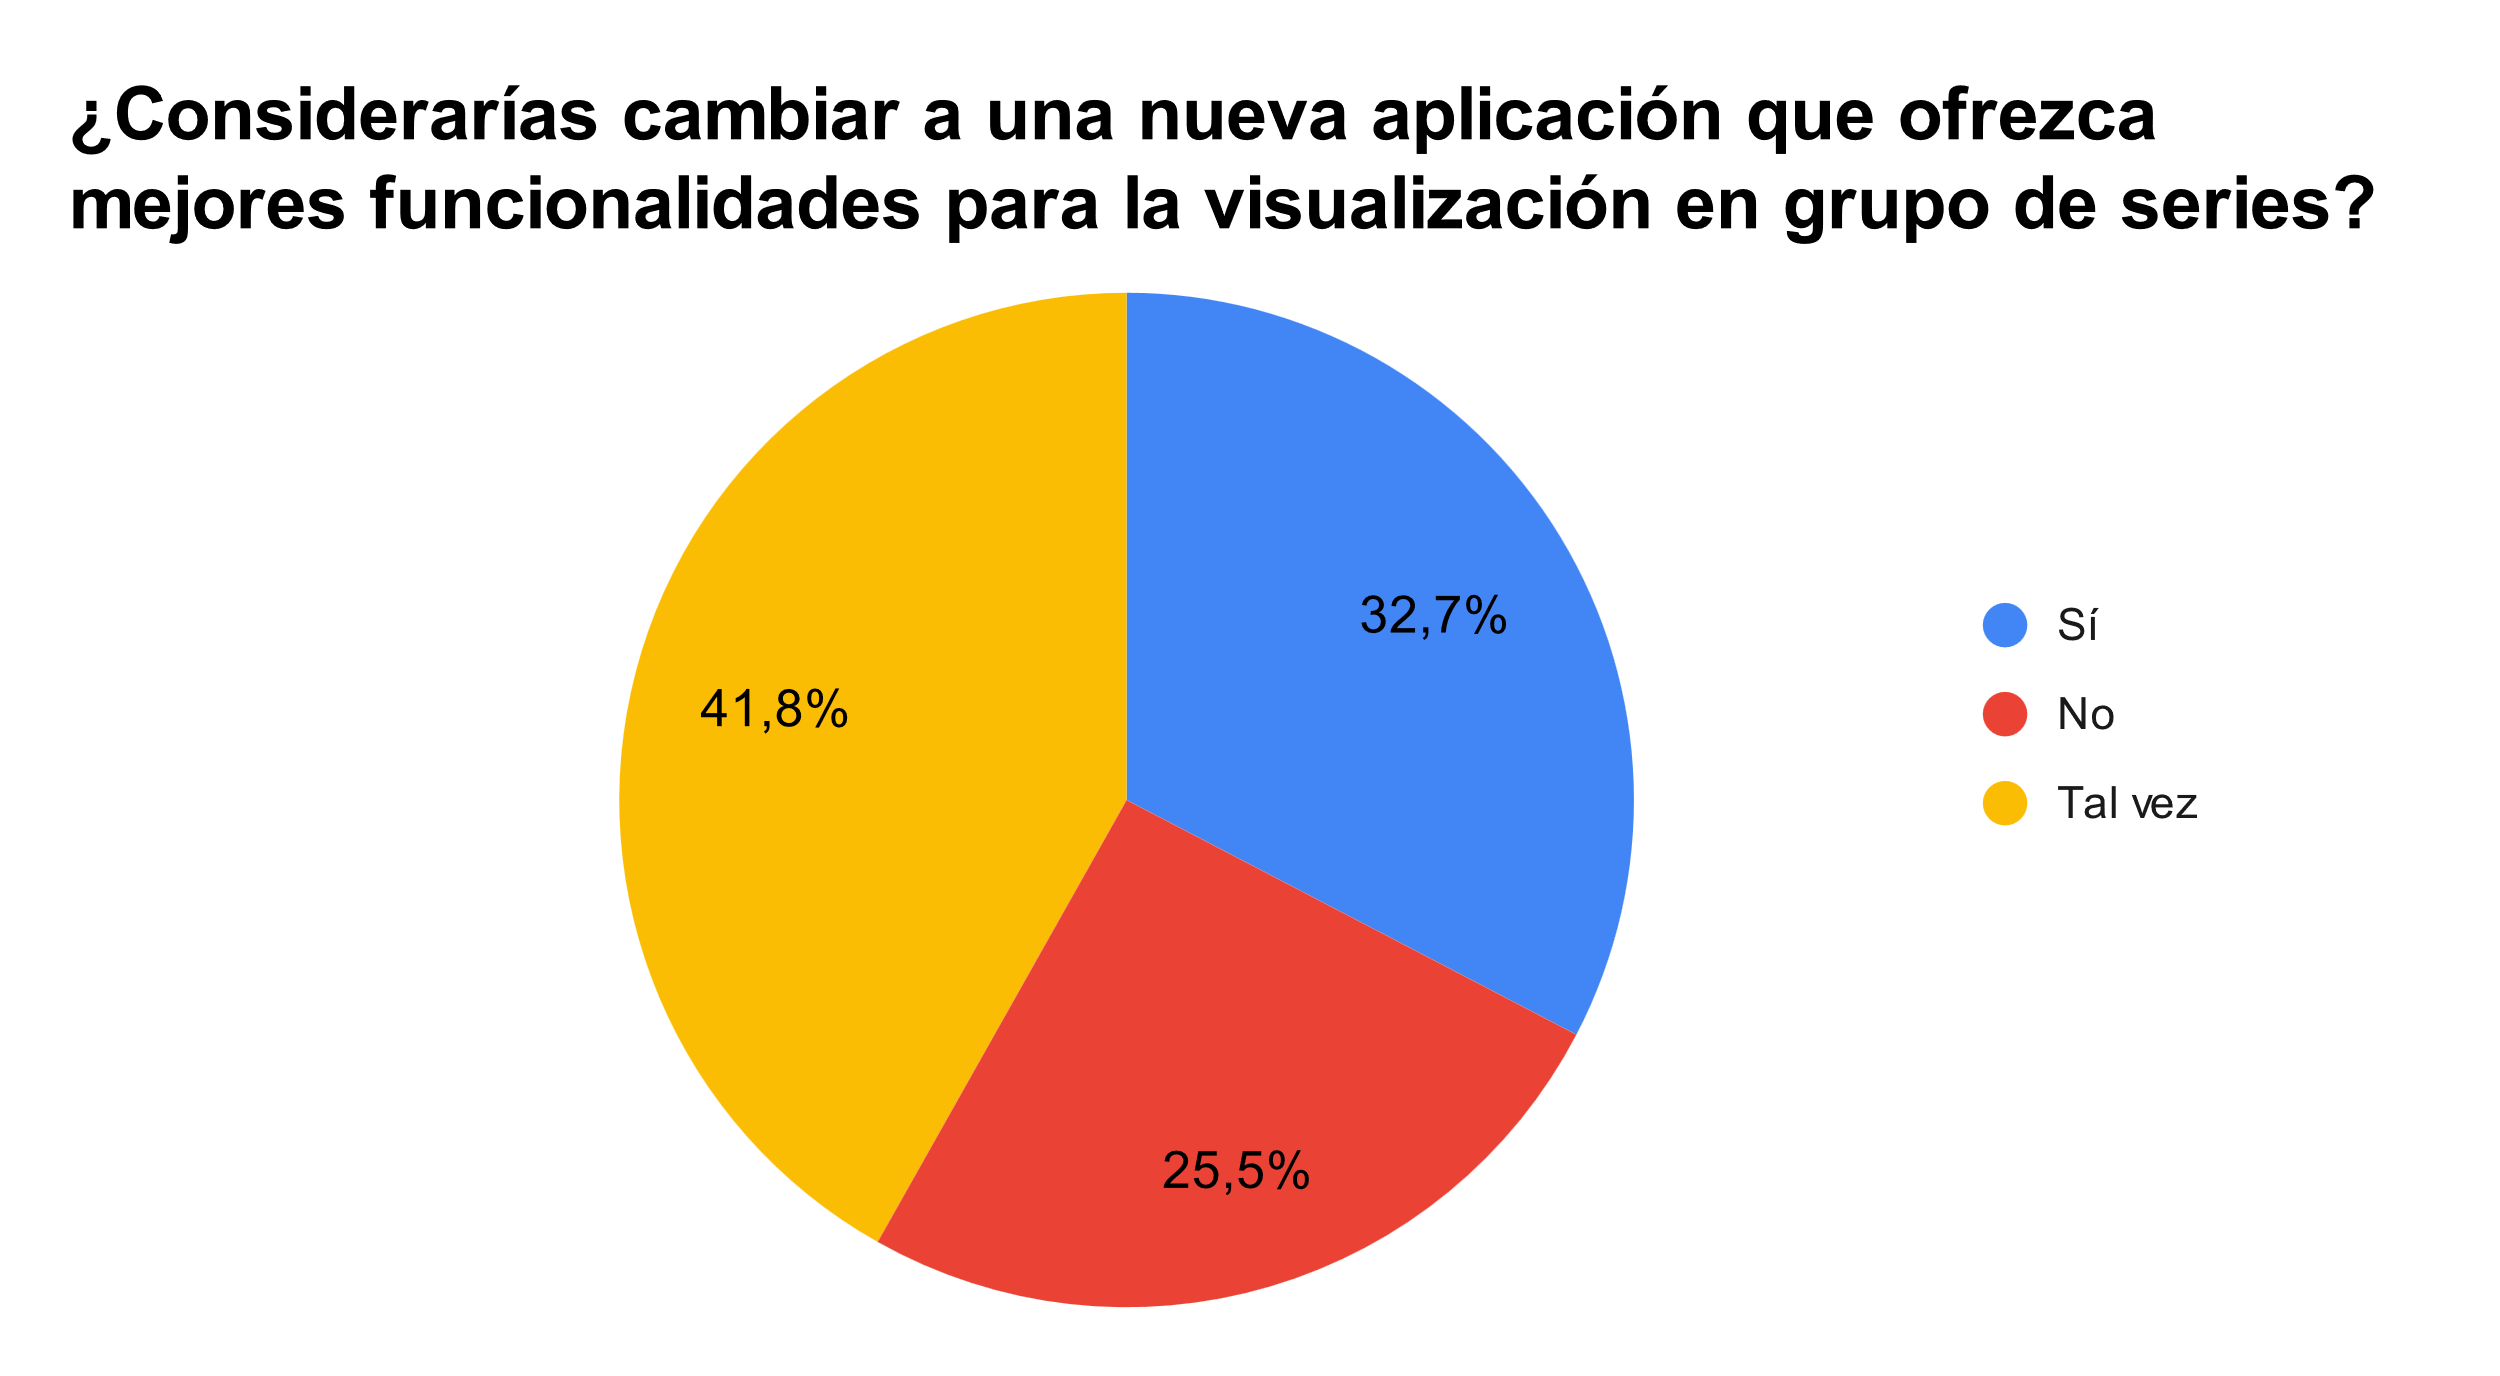 ¿Considerarías cambiar a una nueva aplicación que ofrezca
mejores funcionalidades para la visualización en grupo de series?
32,7%
41,8%
25,5%
Sí
No
Tal vez